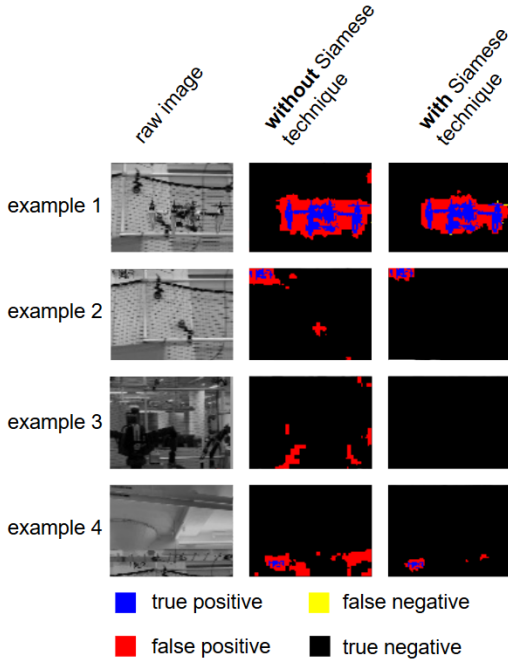 raw image
without Siamese
technique
with Siamese
technique
example 1
example 2
example 3
example 4
true positive
false negative
false positive
true negative